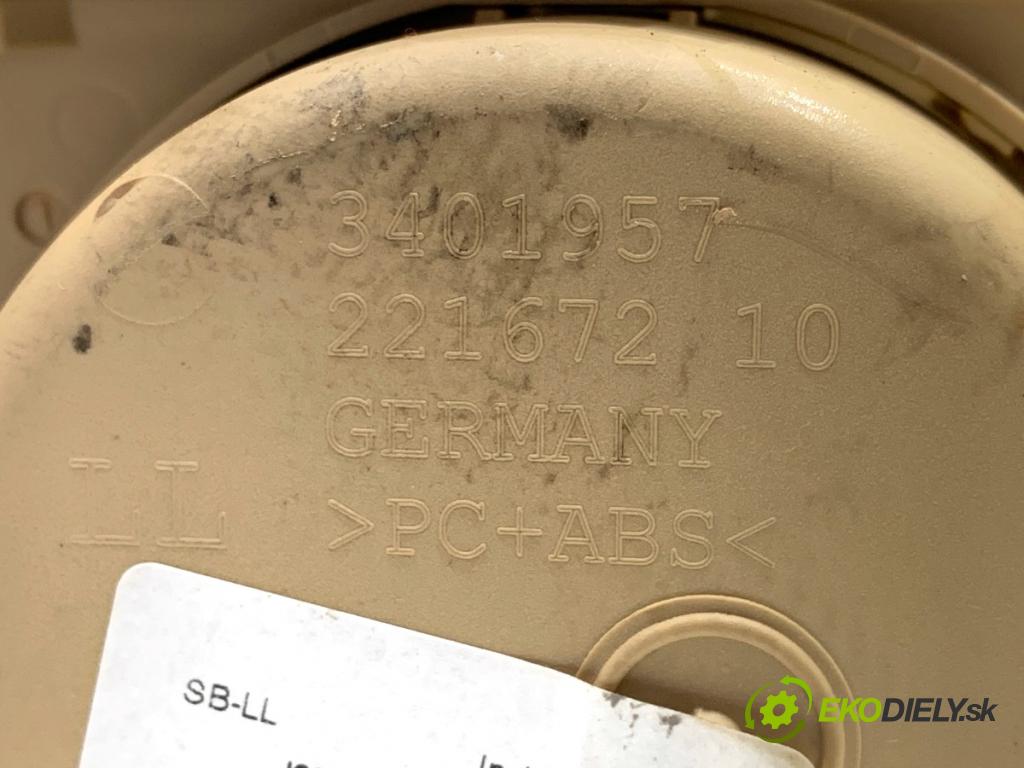 3401957
221672 10
GERMANY
LL
>PC+ABS<
SB-LL
EKODIELY.sk